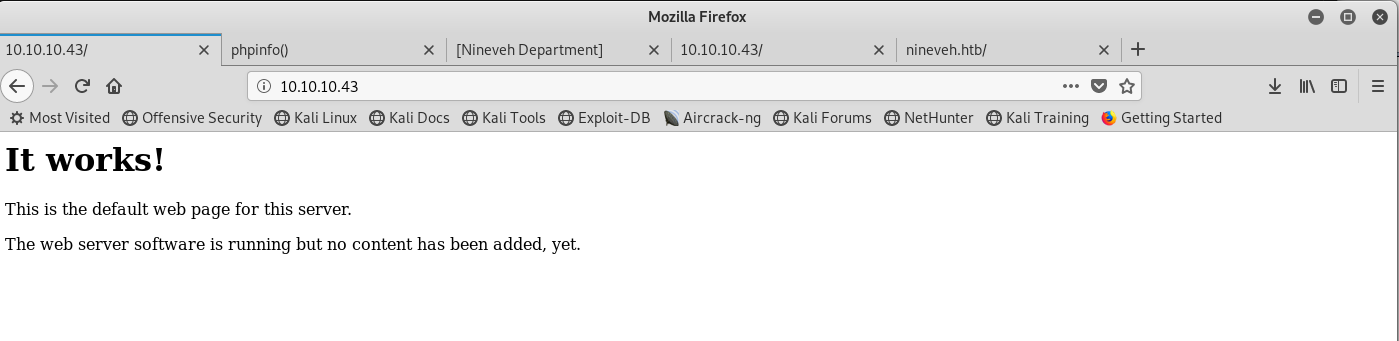 Mozilla Firefox
10.10.10.43/ phpinfo() [Nineveh Department] 10.10.10.43/ nineveh.htb/
10.10.10.43
Most Visited Offensive Security Kali Linux Kali Docs Kali Tools Exploit-DB Aircrack-ng Kali Forums NetHunter Kali Training Getting Started
It works!
This is the default web page for this server.
The web server software is running but no content has been added, yet.